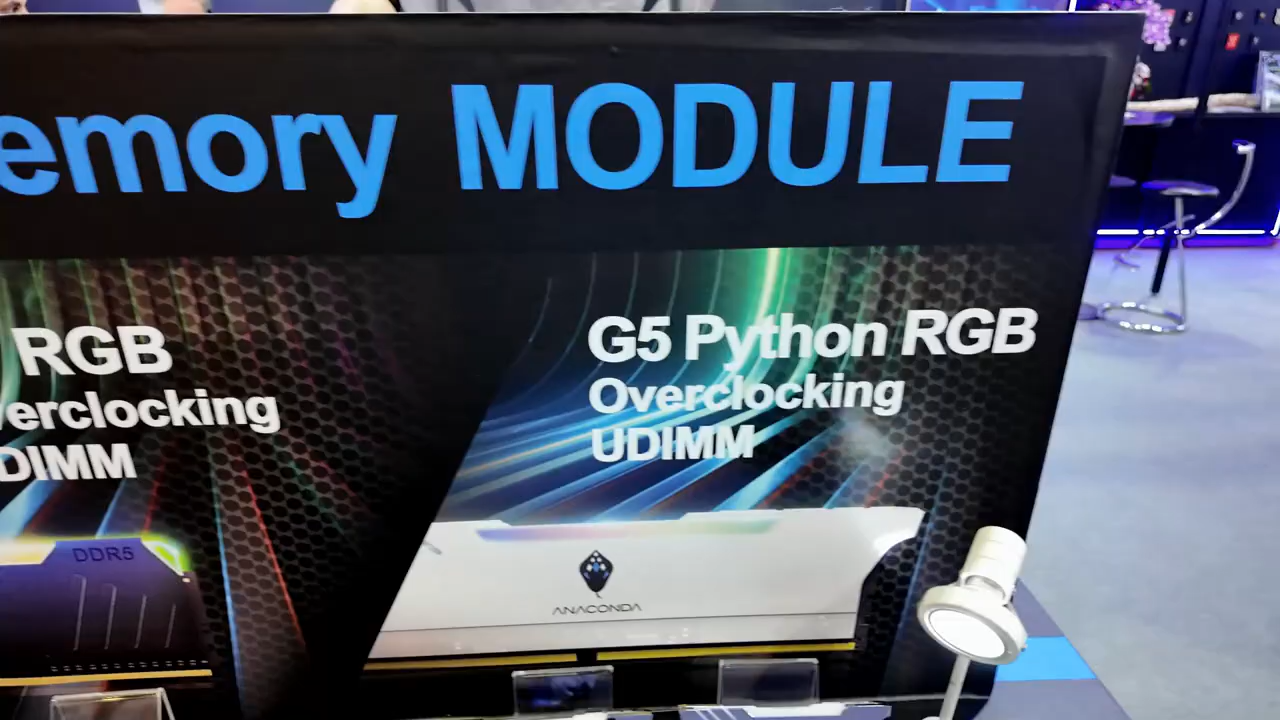 emory MODULE
RGB
verclocking
DIMM
G5 Python RGB
Overclocking
UDIMM
DDR5
ANACONDA